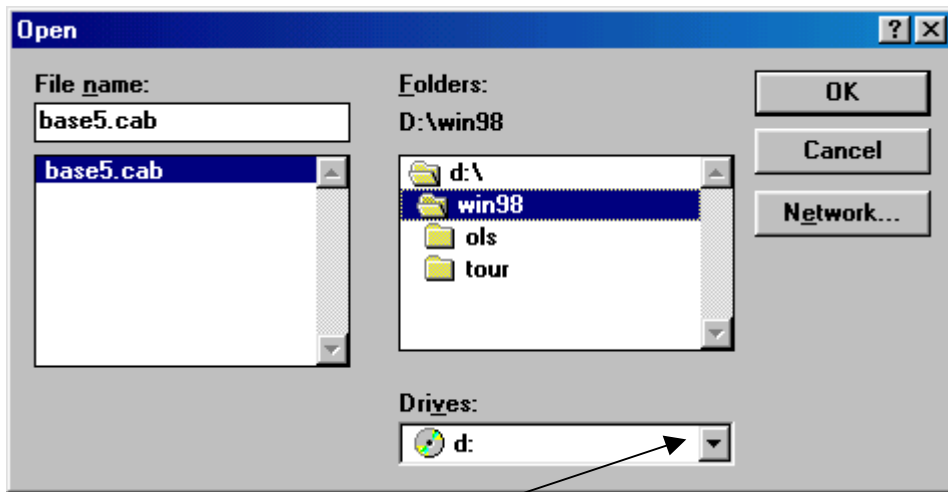 Open
File name:
base5.cab
base5.cab
Folders:
D:\win98
d:\
win98
ols
tour
Drives:
d:
OK
Cancel
Network...